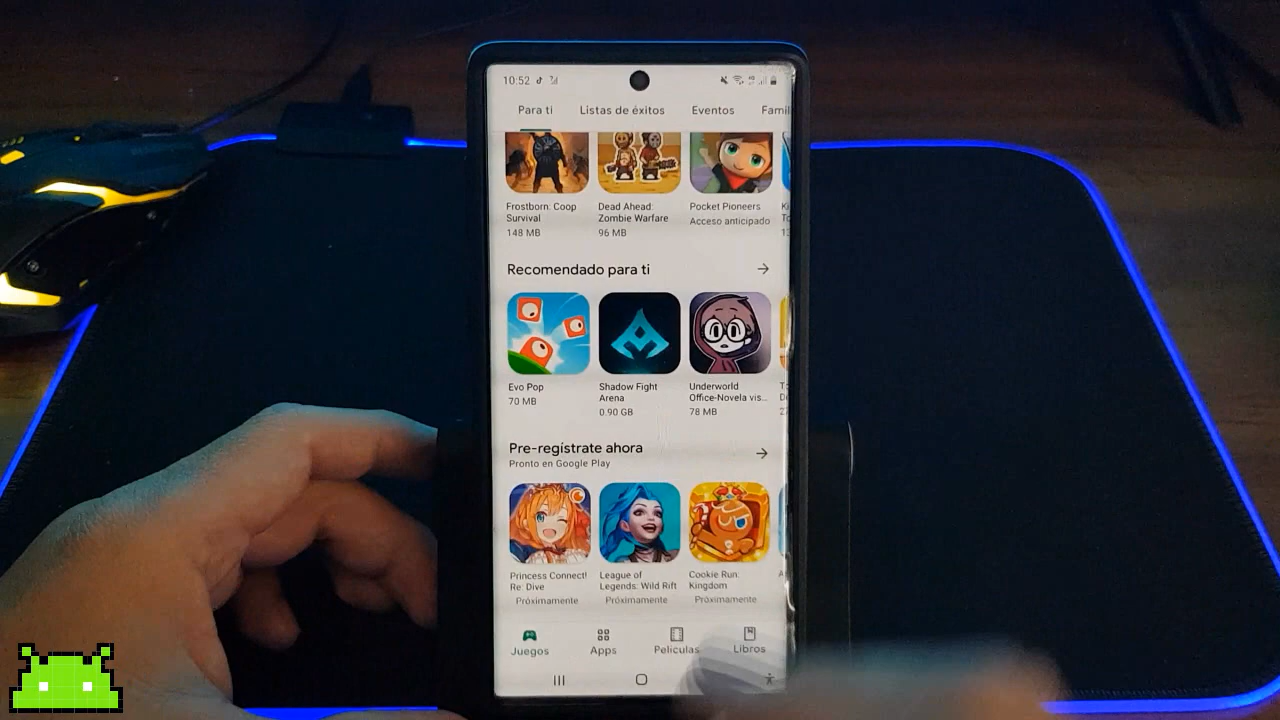 10:52
Para ti Listas de éxitos Eventos Famil
Frostborn: Coop Survival
148 MB
Dead Ahead: Zombie Warfare
96 MB
Pocket Pioneers
Acceso anticipado
Recomendado para ti
Evo Pop
70 MB
Shadow Fight
Arena
0.90 GB
Underworld
Office-Novela vis...
78 MB
Pre-regístrate ahora
Pronto en Google Play
Princess Connect!
Re: Dive
Próximamente
League of
Legends: Wild Rift
Próximamente
Cookie Run:
Kingdom
Próximamente
Juegos Apps Películas Libros